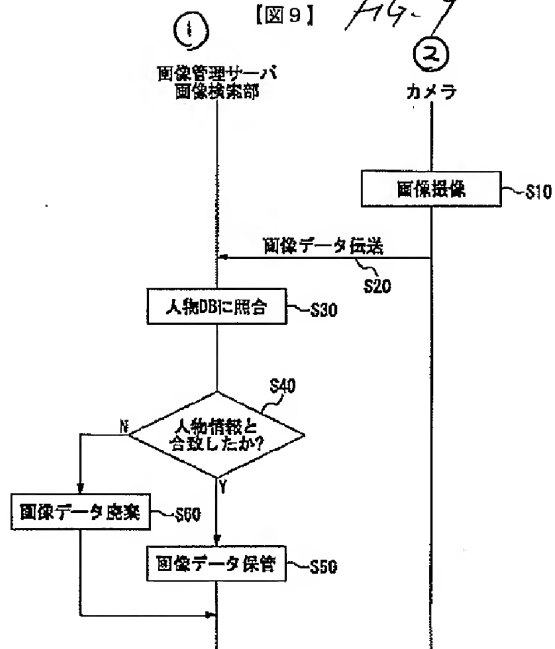 【図9】 FIG-9
①
②
画像管理サーバ
画像検索部
カメラ
画像撮像
S10
画像データ伝送
S20
人物DBに照合
S30
S40
人物情報と
合致したか?
N
Y
画像データ廃棄
S60
画像データ保管
S50